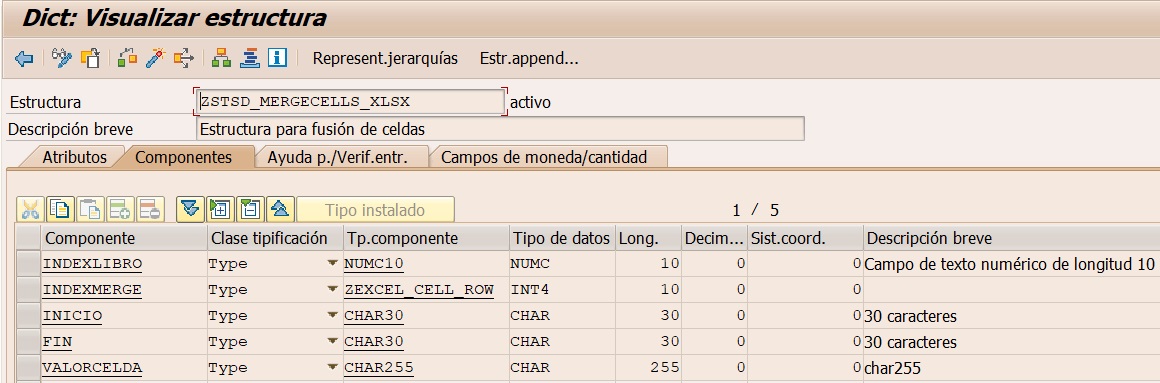 Dict: Visualizar estructura
Represent.jerarquías Estr.append...
Estructura ZSTSD_MERGECELLS_XLSX activo
Descripción breve Estructura para fusión de celdas
Atributos Componentes Ayuda p./Verif.entr. Campos de moneda/cantidad
Tipo instalado 1 / 5
Componente Clase tipificación Tp.componente Tipo de datos Long. Decim... Sist.coord. Descripción breve
INDEXLIBRO Type NUMC10 NUMC 10 0 0 Campo de texto numérico de longitud 10
INDEXMERGE Type ZEXCEL_CELL_ROW INT4 10 0 0
INICIO Type CHAR30 CHAR 30 0 0 30 caracteres
FIN Type CHAR30 CHAR 30 0 0 30 caracteres
VALORCELDA Type CHAR255 CHAR 255 0 0 char255